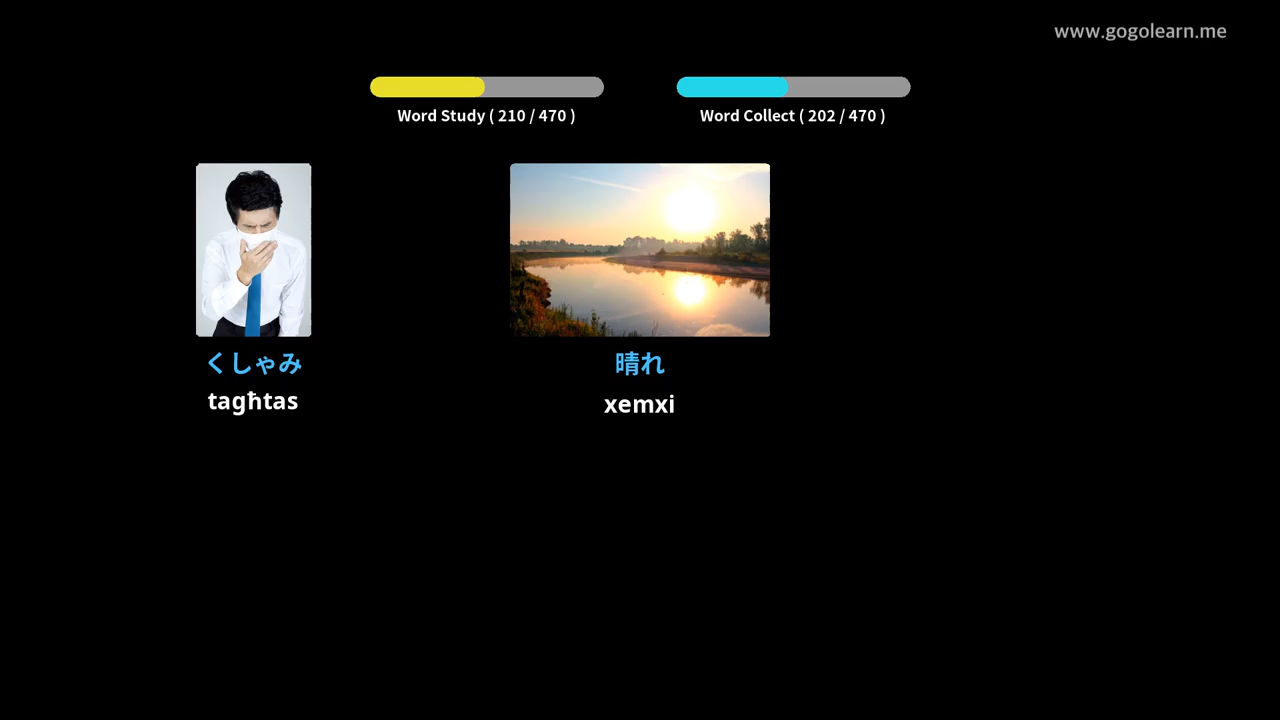 www.gogolearn.me
Word Study ( 210 / 470 )
Word Collect ( 202 / 470 )
くしゃみ
tagħtas
晴れ
xemxi